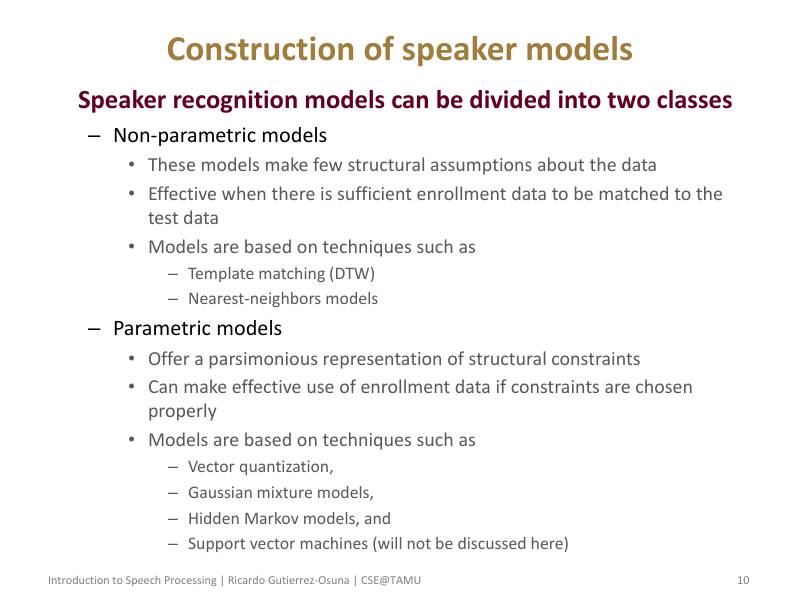 Construction of speaker models
Speaker recognition models can be divided into two classes
– Non-parametric models
• These models make few structural assumptions about the data
• Effective when there is sufficient enrollment data to be matched to the
test data
• Models are based on techniques such as
– Template matching (DTW)
– Nearest-neighbors models
– Parametric models
• Offer a parsimonious representation of structural constraints
• Can make effective use of enrollment data if constraints are chosen
properly
• Models are based on techniques such as
– Vector quantization,
– Gaussian mixture models,
– Hidden Markov models, and
– Support vector machines (will not be discussed here)
Introduction to Speech Processing | Ricardo Gutierrez-Osuna | CSE@TAMU 10